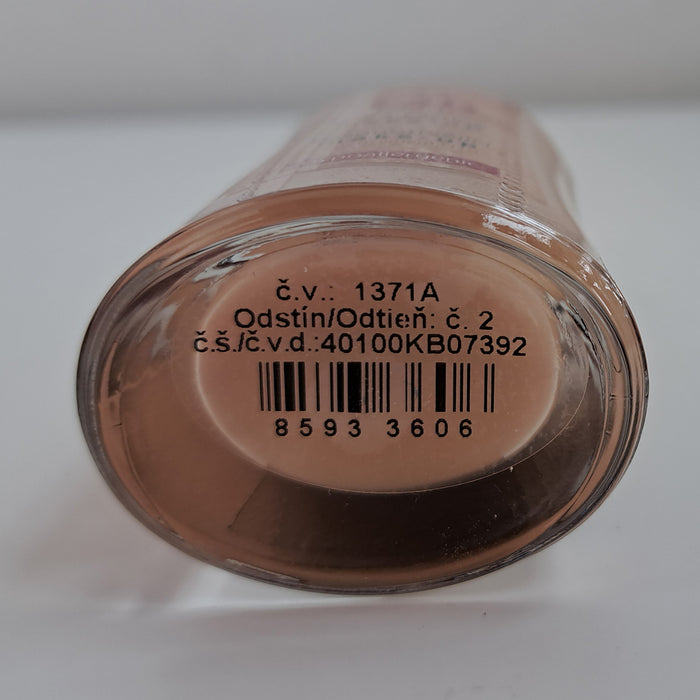 č.v.: 1371A
Odstín/Odtieň: č. 2
č.š./č.v.d.:40100KB07392
8593 3606